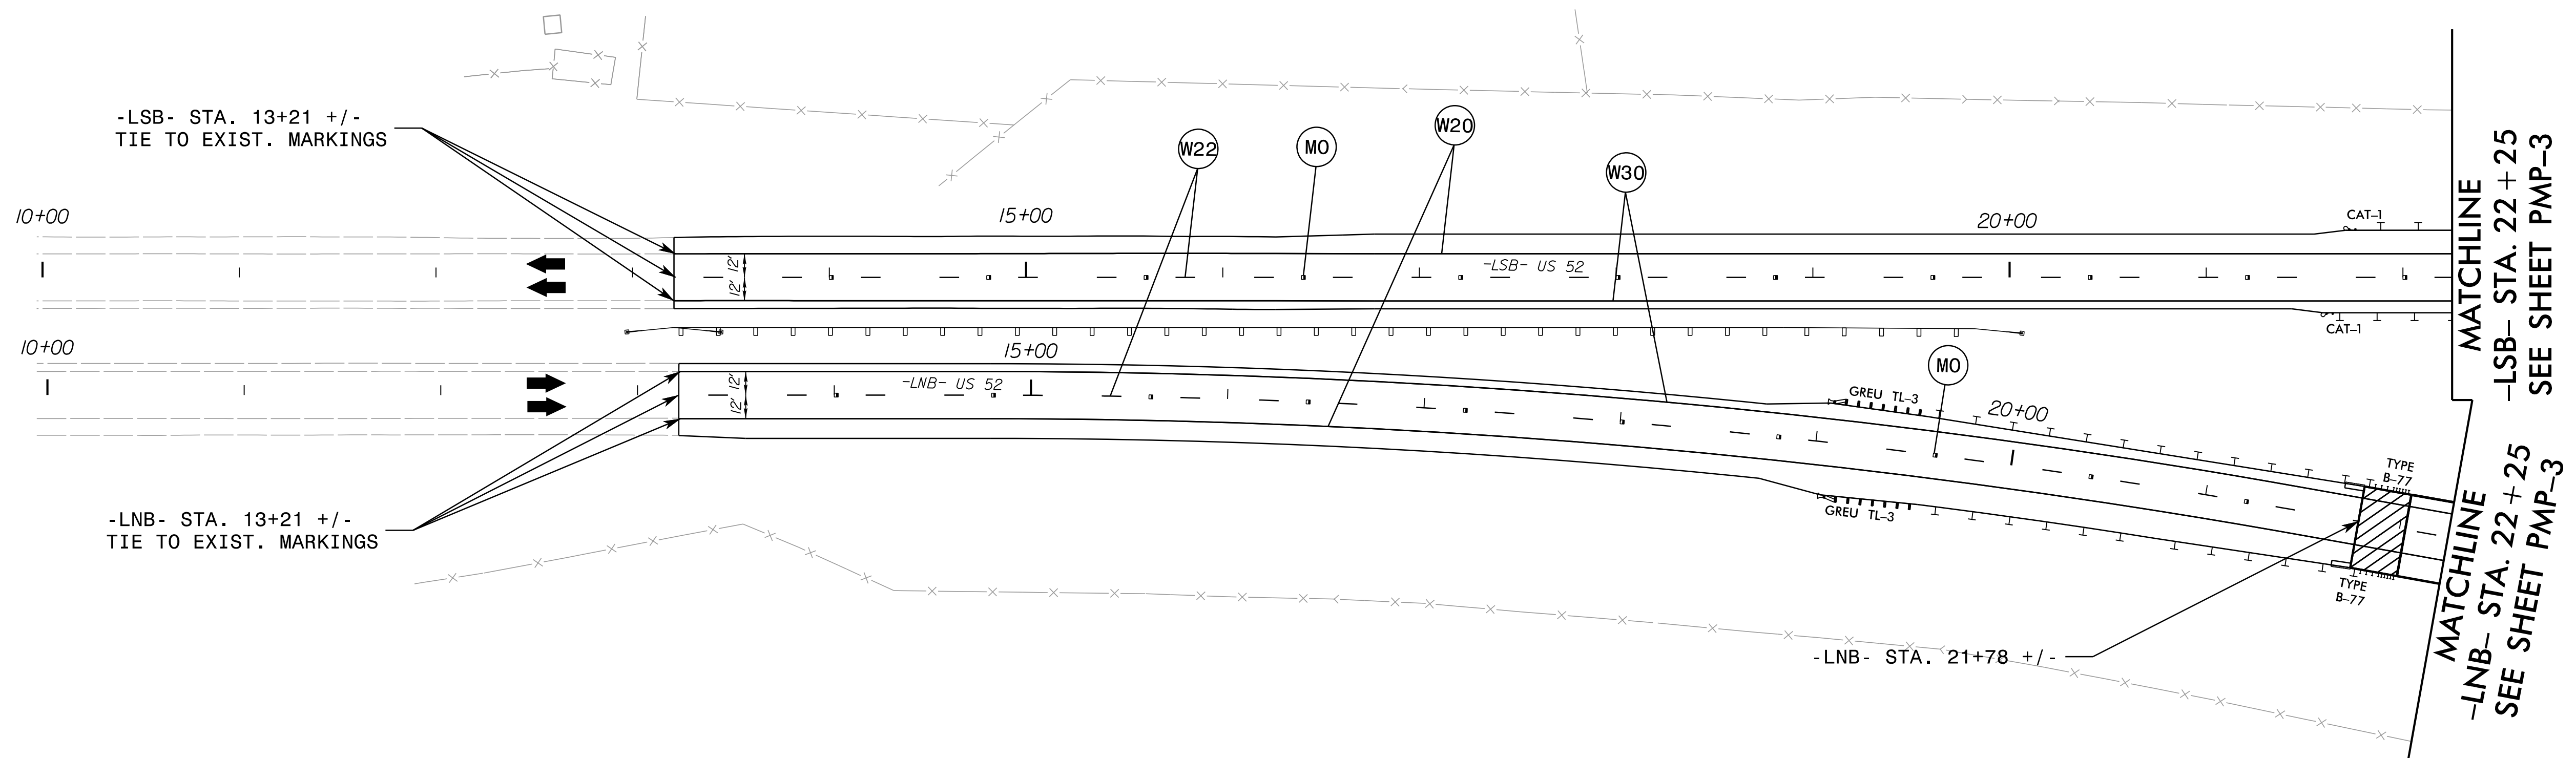 -LSB- STA. 13+21 +/-
TIE TO EXIST. MARKINGS
W22
MO
W20
W30
10+00
15+00
20+00
CAT-1
12'
12'
-LSB- US 52
CAT-1
MATCHLINE
-LSB- STA. 22+25
SEE SHEET PMP-3
10+00
15+00
12'
12'
-LNB- US 52
MO
GREU TL-3
20+00
GREU TL-3
TYPE
B-77
TYPE
B-77
-LNB- STA. 13+21 +/-
TIE TO EXIST. MARKINGS
-LNB- STA. 21+78 +/-
MATCHLINE
-LNB- STA. 22+25
SEE SHEET PMP-3